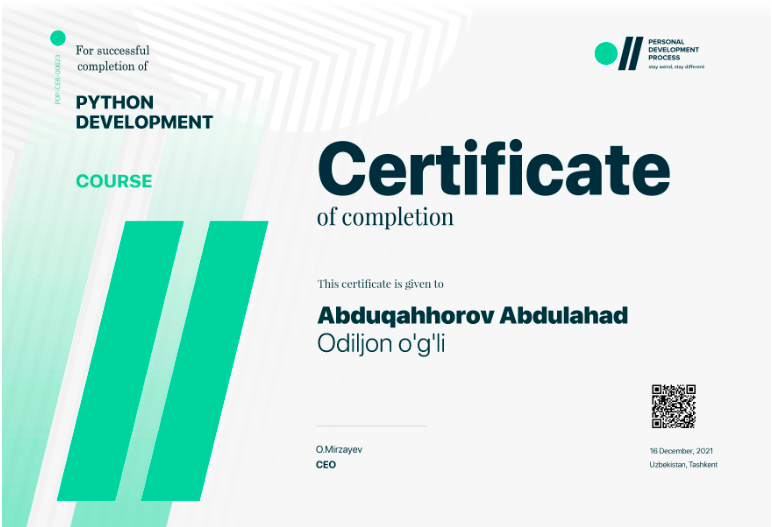 For successful
completion of
PYTHON
DEVELOPMENT
COURSE
PDP-CER-00623
PERSONAL
DEVELOPMENT
PROCESS
stay weird, stay different
Certificate
of completion
This certificate is given to
Abduqahhorov Abdulahad
Odiljon o'g'li
O.Mirzayev
CEO
16 December, 2021
Uzbekistan, Tashkent